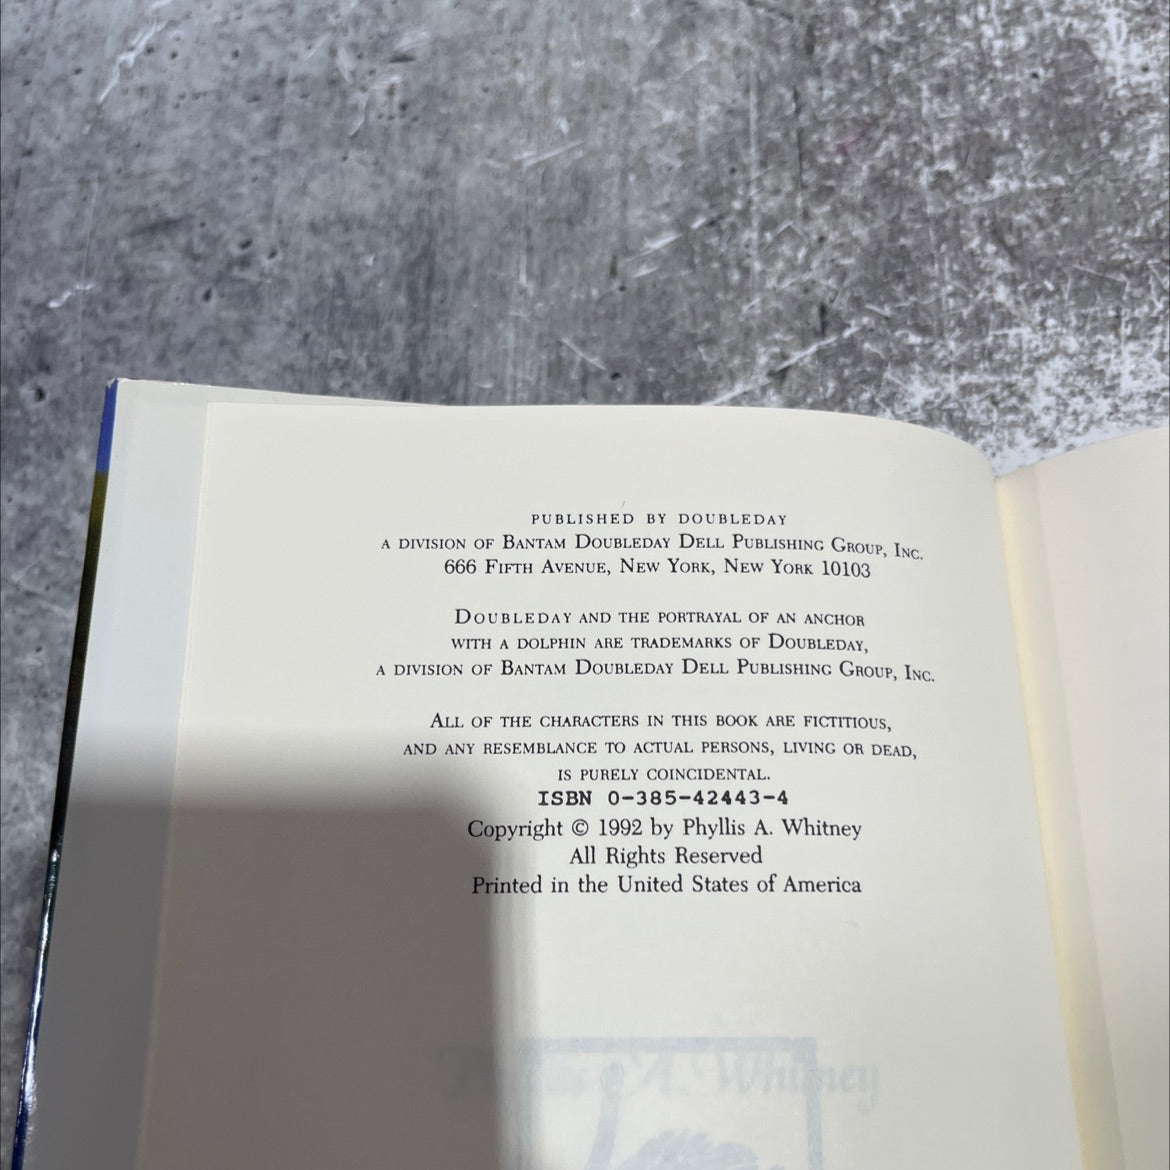 PUBLISHED BY DOUBLEDAY
A DIVISION OF BANTAM DOUBLEDAY DELL PUBLISHING GROUP, INC.
666 FIFTH AVENUE, NEW YORK, NEW YORK 10103
DOUBLEDAY AND THE PORTRAYAL OF AN ANCHOR
WITH A DOLPHIN ARE TRADEMARKS OF DOUBLEDAY,
A DIVISION OF BANTAM DOUBLEDAY DELL PUBLISHING GROUP, INC.
ALL OF THE CHARACTERS IN THIS BOOK ARE FICTITIOUS,
AND ANY RESEMBLANCE TO ACTUAL PERSONS, LIVING OR DEAD,
IS PURELY COINCIDENTAL.
ISBN 0-385-42443-4
Copyright © 1992 by Phyllis A. Whitney
All Rights Reserved
Printed in the United States of America
A. Whitney